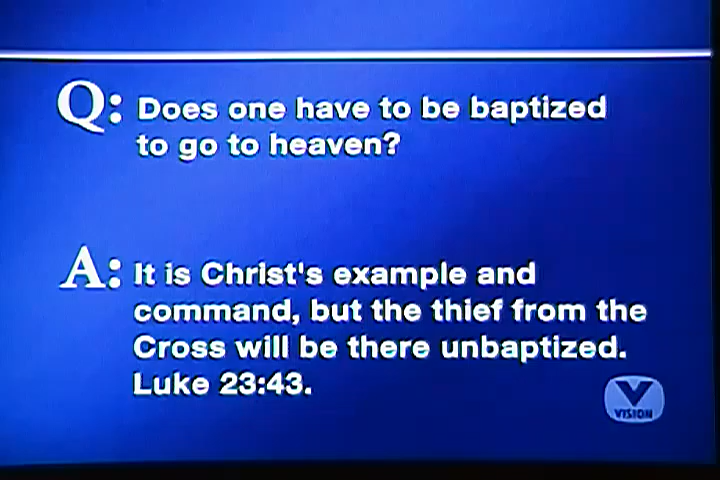 Q: Does one have to be baptized
to go to heaven?
A: It is Christ's example and
command, but the thief from the
Cross will be there unbaptized.
Luke 23:43.
V
VISION